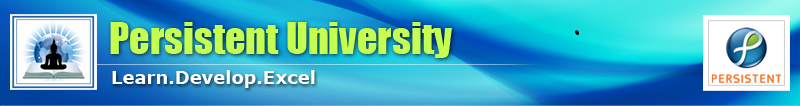 Persistent University
Learn.Develop.Excel
PERSISTENT